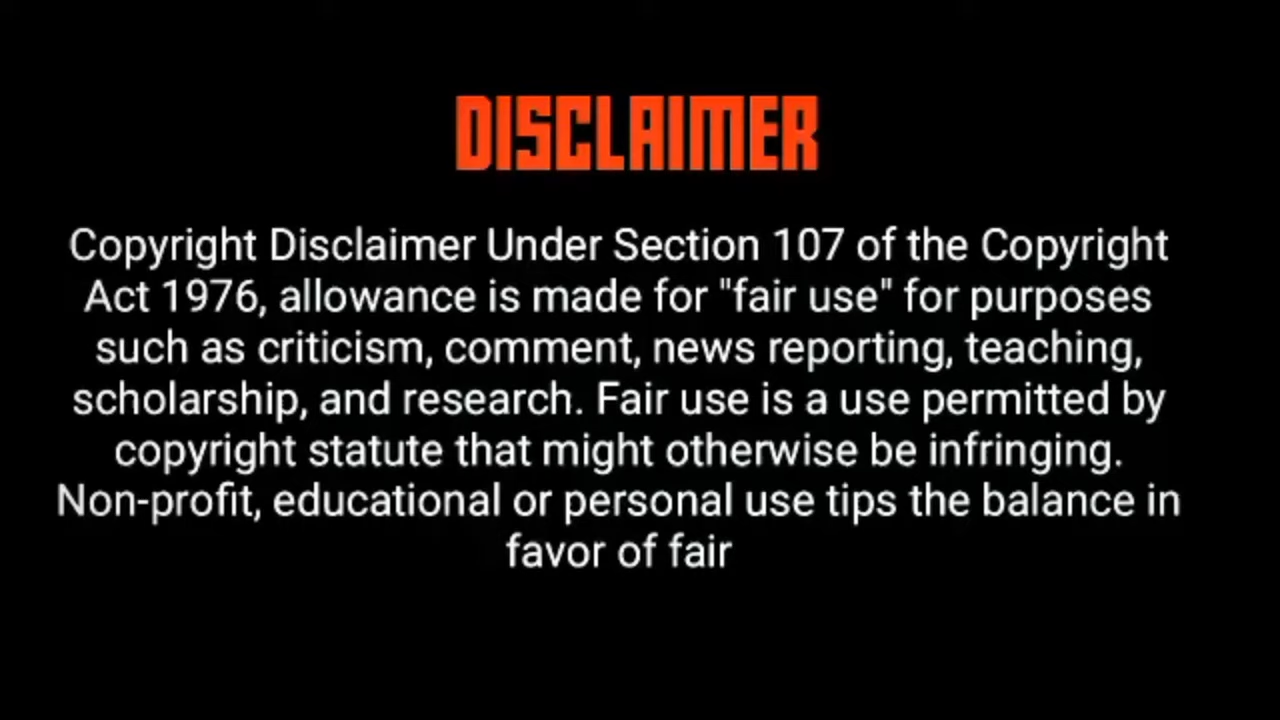 DISCLAIMER
Copyright Disclaimer Under Section 107 of the Copyright
Act 1976, allowance is made for "fair use" for purposes
such as criticism, comment, news reporting, teaching,
scholarship, and research. Fair use is a use permitted by
copyright statute that might otherwise be infringing.
Non-profit, educational or personal use tips the balance in
favor of fair